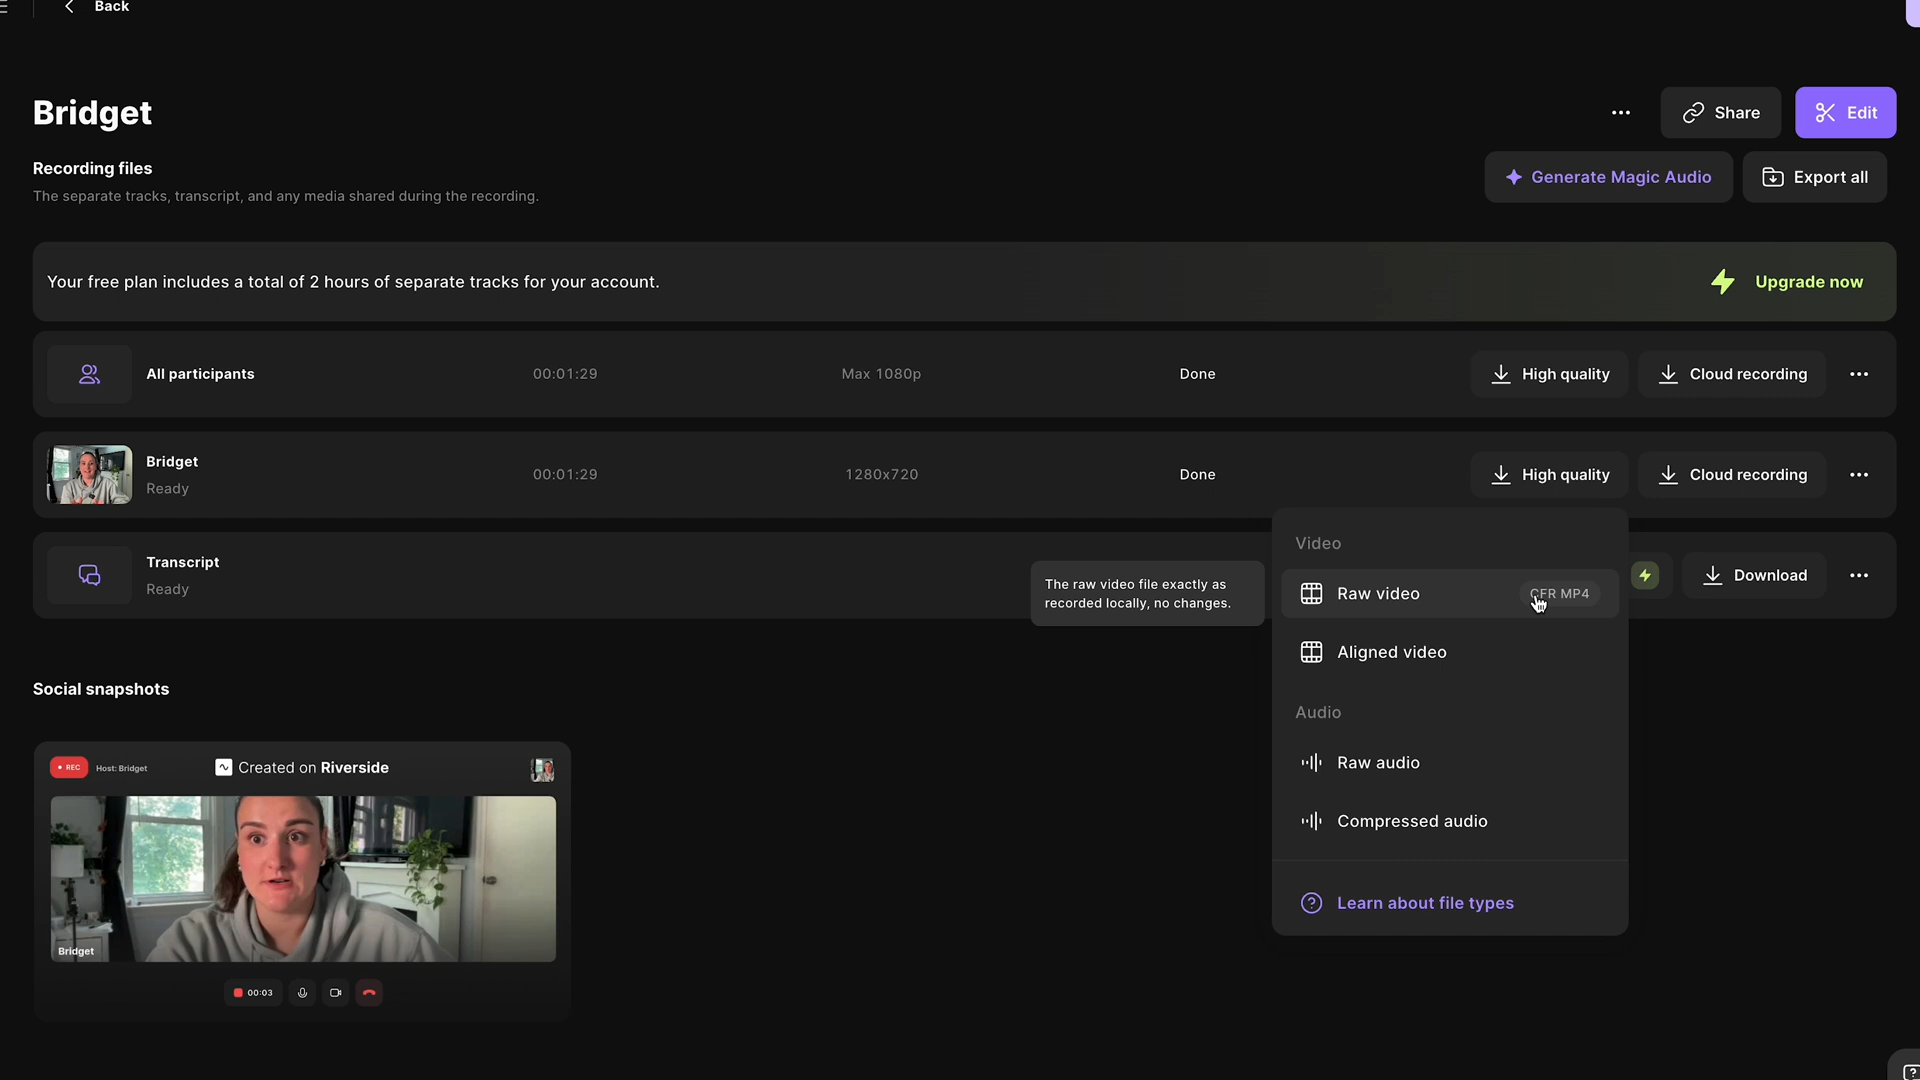 Back
Bridget
Share
Edit
Recording files
The separate tracks, transcript, and any media shared during the recording.
Generate Magic Audio
Export all
Your free plan includes a total of 2 hours of separate tracks for your account.
Upgrade now
All participants
00:01:29
Max 1080p
Done
High quality
Cloud recording
Bridget
Ready
00:01:29
1280x720
Done
High quality
Cloud recording
Transcript
Ready
Download
The raw video file exactly as
recorded locally, no changes.
Video
Raw video
CFR MP4
Aligned video
Audio
Raw audio
Compressed audio
Learn about file types
Social snapshots
REC
Host: Bridget
Created on Riverside
Bridget
00:03